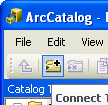 ArcCatalog -
File Edit View
Catalog
Connect